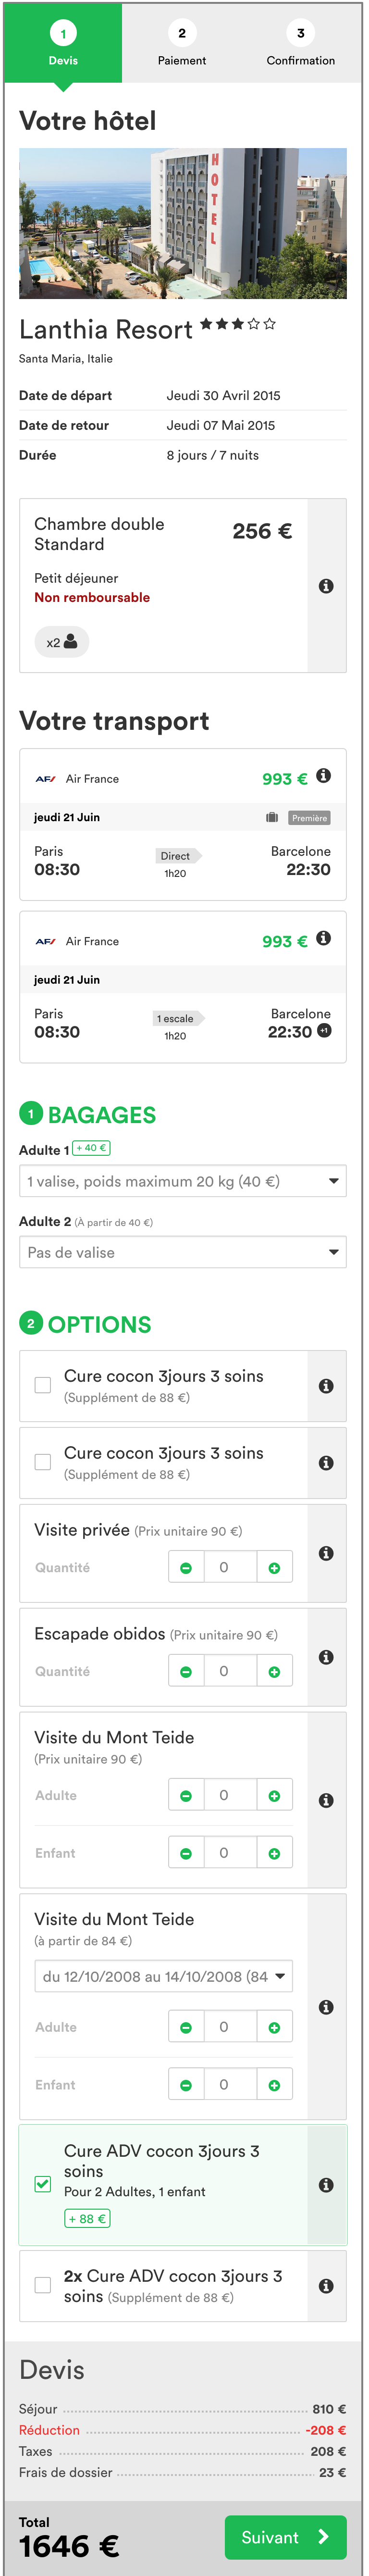 1
Devis
2
Paiement
3
Confirmation
Votre hôtel
HOTEL
Lanthia Resort
Santa Maria, Italie
Date de départ Jeudi 30 Avril 2015
Date de retour Jeudi 07 Mai 2015
Durée 8 jours / 7 nuits
Chambre double 256 €
Standard
Petit déjeuner
Non remboursable
x2
Votre transport
AF Air France 993 €
jeudi 21 Juin Première
Paris Direct Barcelone
08:30 1h20 22:30
AF Air France 993 €
jeudi 21 Juin
Paris 1 escale Barcelone
08:30 1h20 22:30 +1
1 BAGAGES
Adulte 1 + 40 €
1 valise, poids maximum 20 kg (40 €)
Adulte 2 (À partir de 40 €)
Pas de valise
2 OPTIONS
Cure cocon 3jours 3 soins
(Supplément de 88 €)
Cure cocon 3jours 3 soins
(Supplément de 88 €)
Visite privée (Prix unitaire 90 €)
Quantité 0
Escapade obidos (Prix unitaire 90 €)
Quantité 0
Visite du Mont Teide
(Prix unitaire 90 €)
Adulte 0
Enfant 0
Visite du Mont Teide
(à partir de 84 €)
du 12/10/2008 au 14/10/2008 (84
Adulte 0
Enfant 0
Cure ADV cocon 3jours 3
soins
Pour 2 Adultes, 1 enfant
+ 88 €
2x Cure ADV cocon 3jours 3
soins (Supplément de 88 €)
Devis
Séjour 810 €
Réduction -208 €
Taxes 208 €
Frais de dossier 23 €
Total
1646 €
Suivant